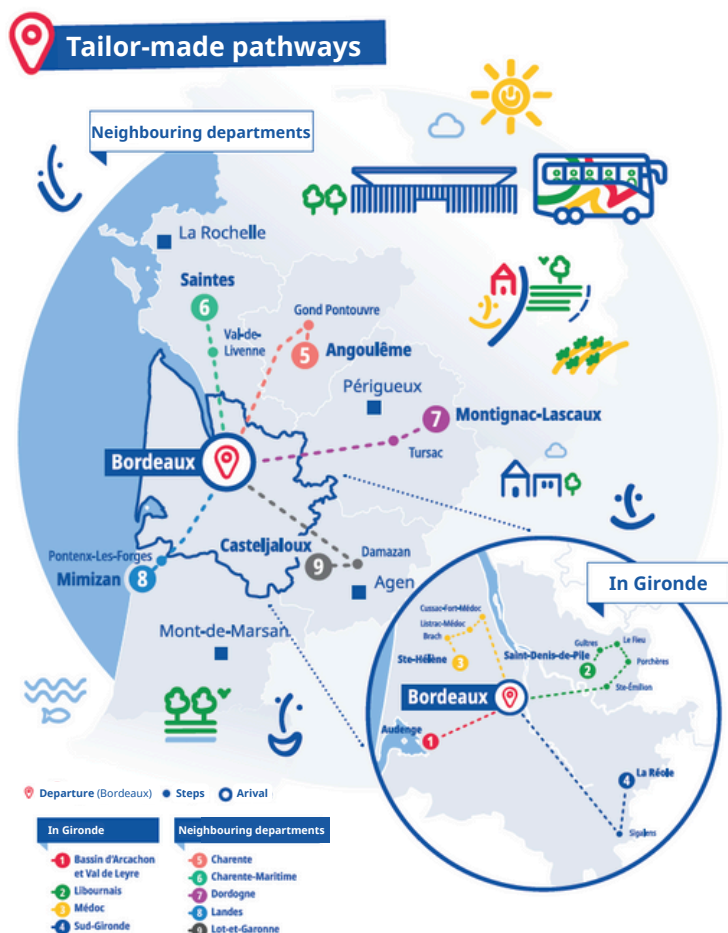 Tailor-made pathways
Neighbouring departments
La Rochelle
Saintes
6
Gond Pontouvre
Val-de-
Livenne
5 Angoulême
Périgueux
7 Montignac-Lascaux
Tursac
Bordeaux
Casteljaloux
9
Damazan
Pontenx-Les-Forges
Mimizan 8
Agen
Mont-de-Marsan
In Gironde
Cussac-Fort-Médoc
Listrac-Médoc
Brach
Ste-Hélène 3
Guîtres
Le Fieu
Saint-Denis-de-Pile
2
Porchères
Ste-Émilion
Bordeaux
Audenge
1
La Réole
4
Sigalens
Departure (Bordeaux) Steps Arival
In Gironde
1 Bassin d'Arcachon
et Val de Leyre
2 Libournais
3 Médoc
4 Sud-Gironde
Neighbouring departments
5 Charente
6 Charente-Maritime
7 Dordogne
8 Landes
9 Lot-et-Garonne